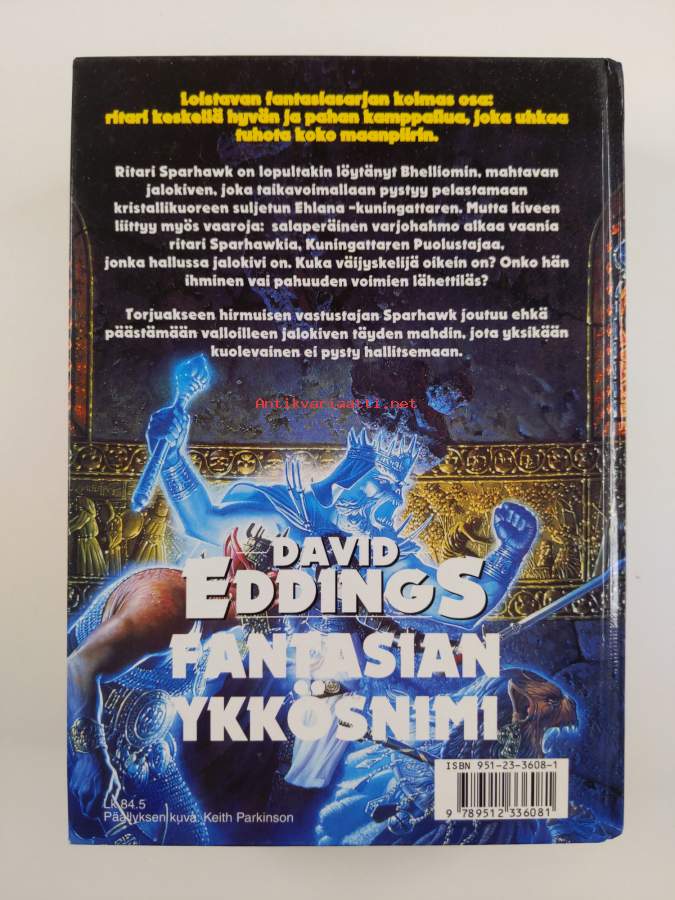 Loistavan fantasiasarjan kolmas osa:
ritari keskellä hyvän ja pahan kamppailua, joka uhkaa
tuhota koko maanpiirin.
Ritari Sparhawk on lopultakin löytänyt Bhelliomin, mahtavan
jalokiven, joka taikavoimallaan pystyy pelastamaan
kristallikuoreen suljetun Ehlana -kuningattaren. Mutta kiveen
liittyy myös vaaroja: salaperäinen varjohahmo alkaa vaania
ritari Sparhawkia, Kuningattaren Puolustajaa,
jonka hallussa jalokivi on. Kuka väijyskelijä oikein on? Onko hän
ihminen vai pahuuden voimien lähettiläs?
Torjuakseen hirmuisen vastustajan Sparhawk joutuu ehkä
päästämään valloilleen jalokiven täyden mahdin, jota yksikään
kuolevainen ei pysty hallitsemaan.
Antikvariaatti.net
DAVID
EDDINGS
FANTASIAN
YKKÖSNIMI
ISBN 951-23-3608-1
9 789512 336081
Lk 84.5
Päällyksen kuva: Keith Parkinson